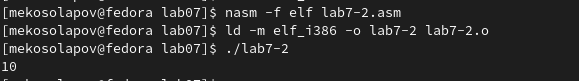 [mekosolapov@fedora lab07]$ nasm -f elf lab7-2.asm
[mekosolapov@fedora lab07]$ ld -m elf_i386 -o lab7-2 lab7-2.o
[mekosolapov@fedora lab07]$ ./lab7-2
10